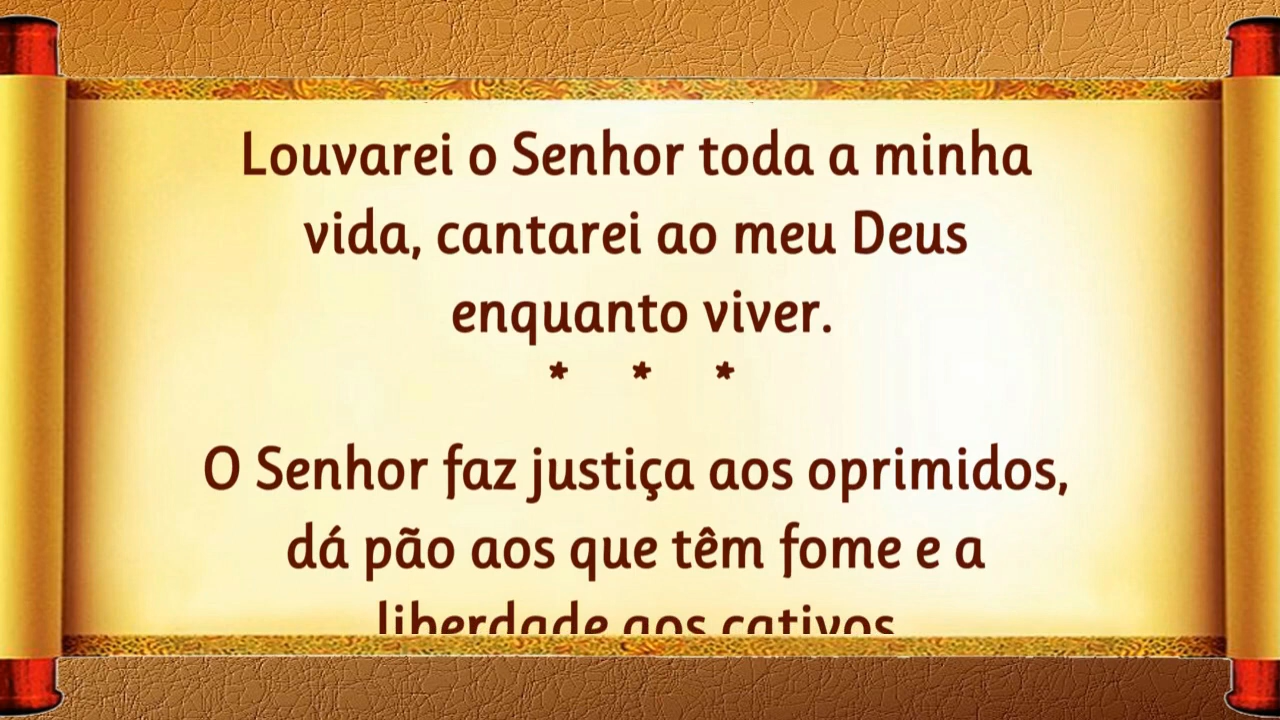 Louvarei o Senhor toda a minha
vida, cantarei ao meu Deus
enquanto viver.
* * *
O Senhor faz justiça aos oprimidos,
dá pão aos que têm fome e a
liberdade aos cativos